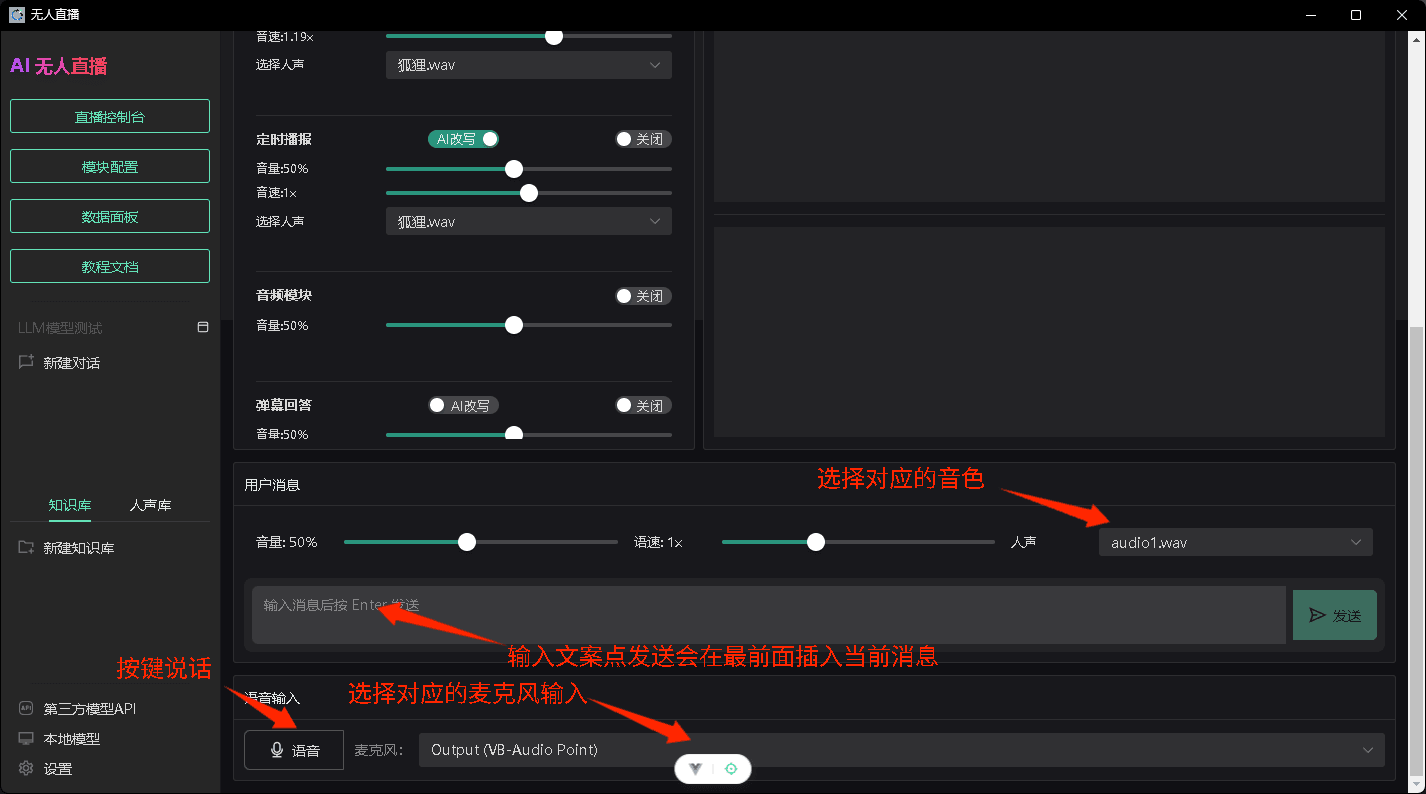 无人直播
AI 无人直播
直播控制台
模块配置
数据面板
教程文档
LLM模型测试
新建对话
知识库
人声库
新建知识库
第三方模型API
本地模型
设置
音速:1.19x
选择人声
狐狸.wav
定时播报
AI改写
关闭
音量:50%
音速:1x
选择人声
狐狸.wav
音频模块
关闭
音量:50%
弹幕回答
AI改写
关闭
音量:50%
用户消息
选择对应的音色
音量: 50%
语速: 1x
人声
audio1.wav
输入消息后按 Enter 发送
发送
输入文案点发送会在最前面插入当前消息
按键说话
选择对应的麦克风输入
语音输入
语音
麦克风:
Output (VB-Audio Point)